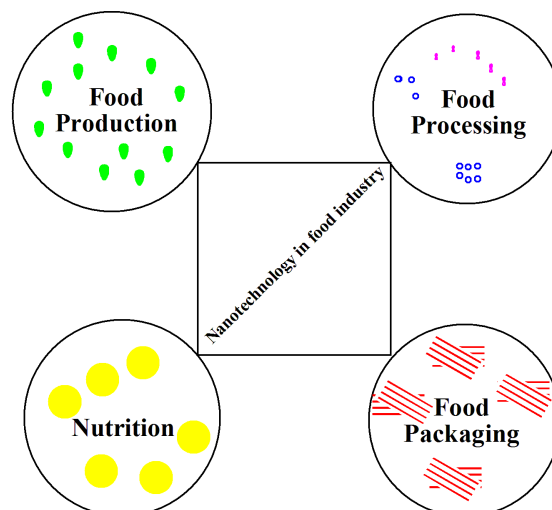 Food
Production
Food
Processing
Nanotechnology in food industry
Nutrition
Food
Packaging